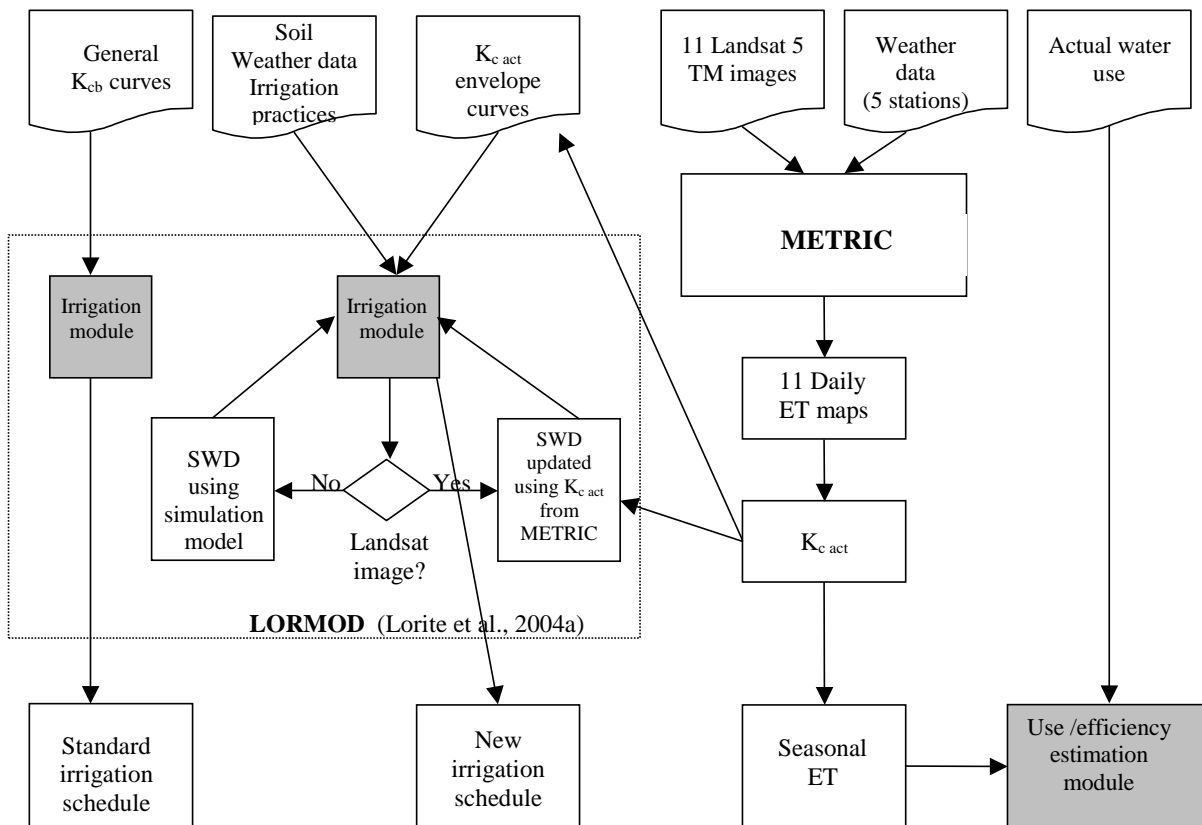 General
Kcb curves
Soil
Weather data
Irrigation
practices
Kc act
envelope
curves
11 Landsat 5
TM images
Weather
data
(5 stations)
Actual water
use
METRIC
Irrigation
module
Irrigation
module
11 Daily
ET maps
SWD
using
simulation
model
No
Yes
SWD
updated
using Kc act
from
METRIC
Landsat
image?
Kc act
LORMOD (Lorite et al., 2004a)
Standard
irrigation
schedule
New
irrigation
schedule
Seasonal
ET
Use /efficiency
estimation
module